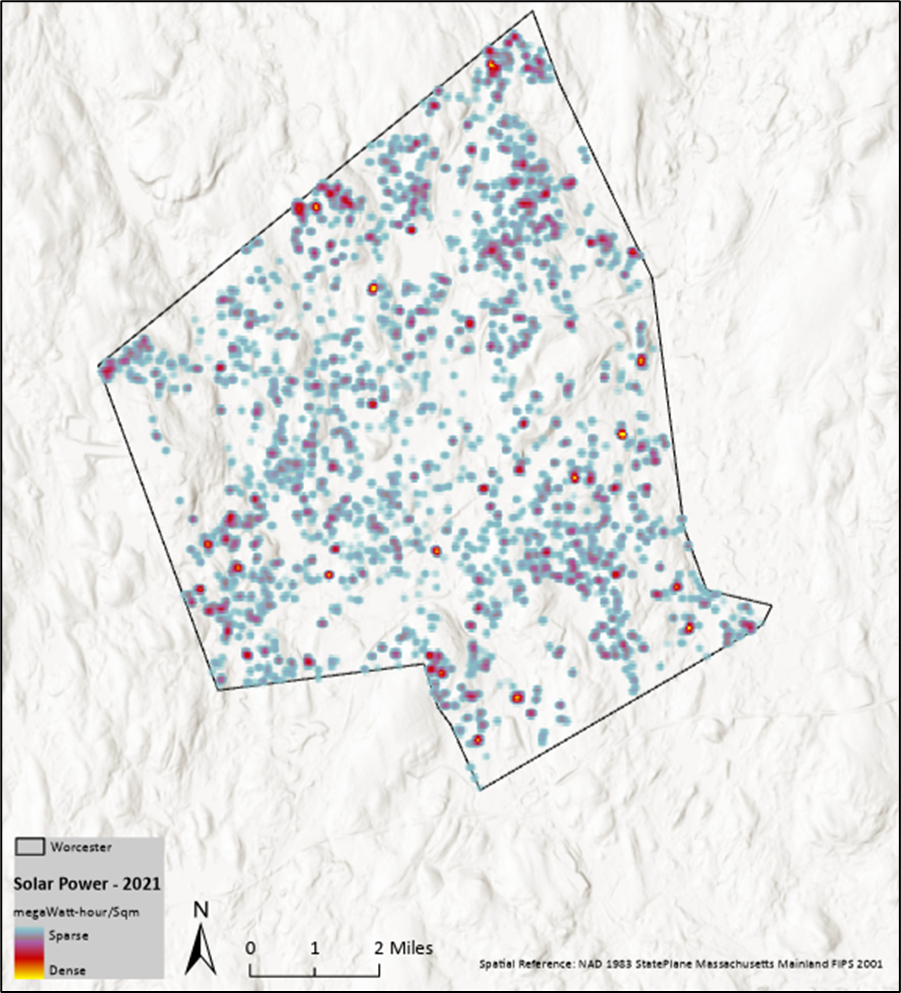 Worcester
Solar Power - 2021
megaWatt-hour/Sqm
Sparse
Dense
N
0 1 2 Miles
Spatial Reference: NAD 1983 StatePlane Massachusetts Mainland FIPS 2001